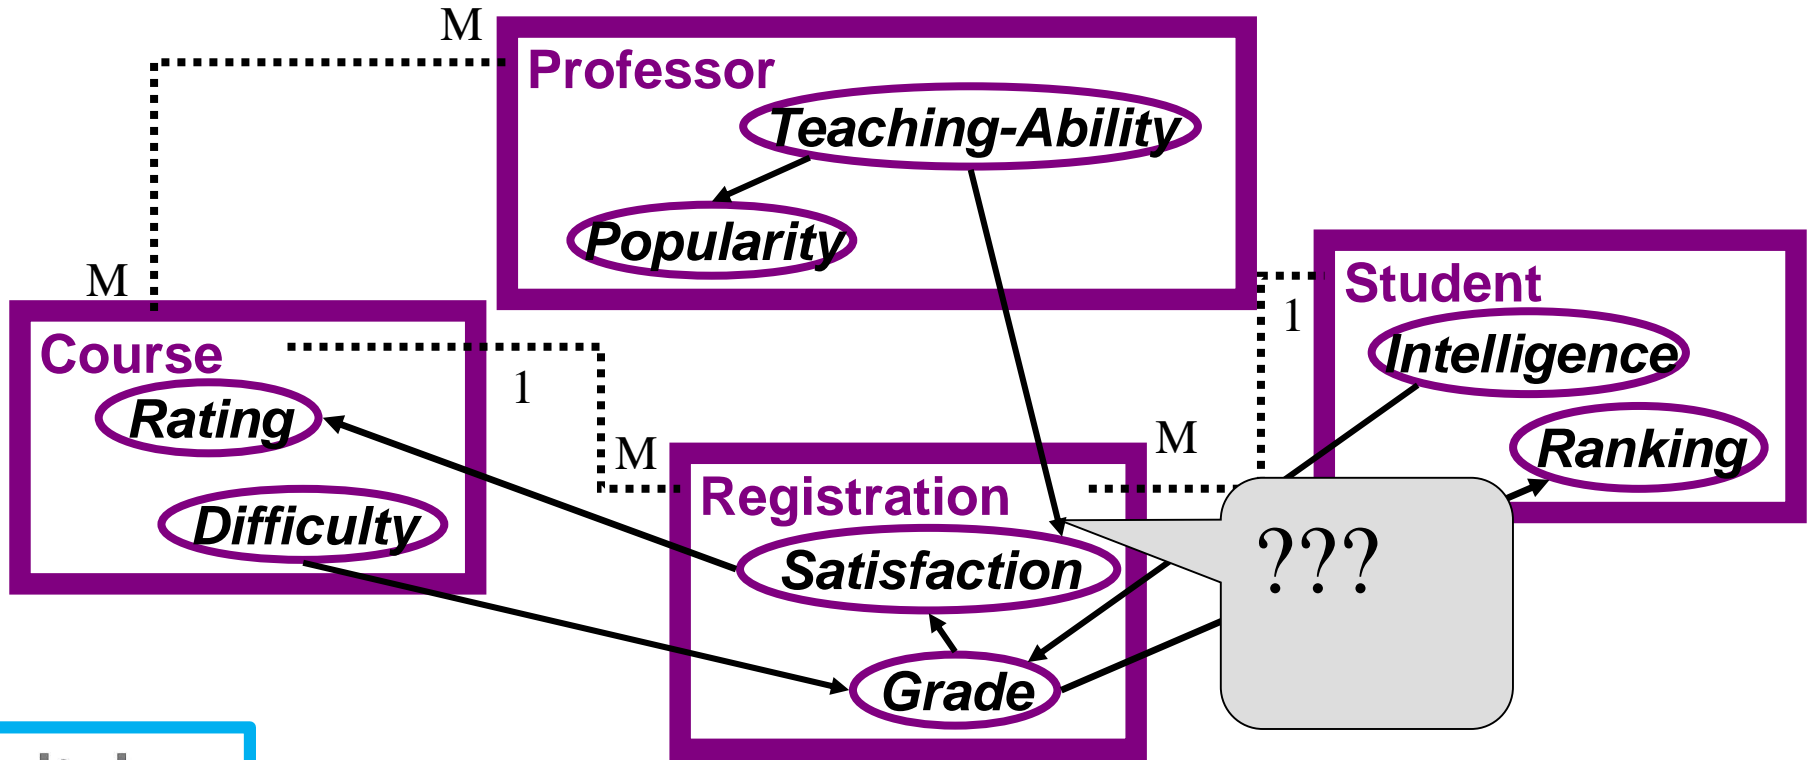 M
Professor
Teaching-Ability
Popularity
M
Student
1
Intelligence
Course
1
Rating
M
M
Ranking
Registration
Difficulty
Satisfaction
???
Grade